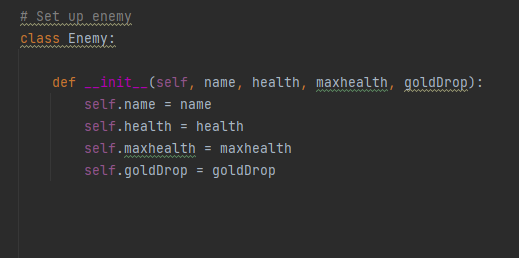 # Set up enemy
class Enemy:
def __init__(self, name, health, maxhealth, goldDrop):
self.name = name
self.health = health
self.maxhealth = maxhealth
self.goldDrop = goldDrop